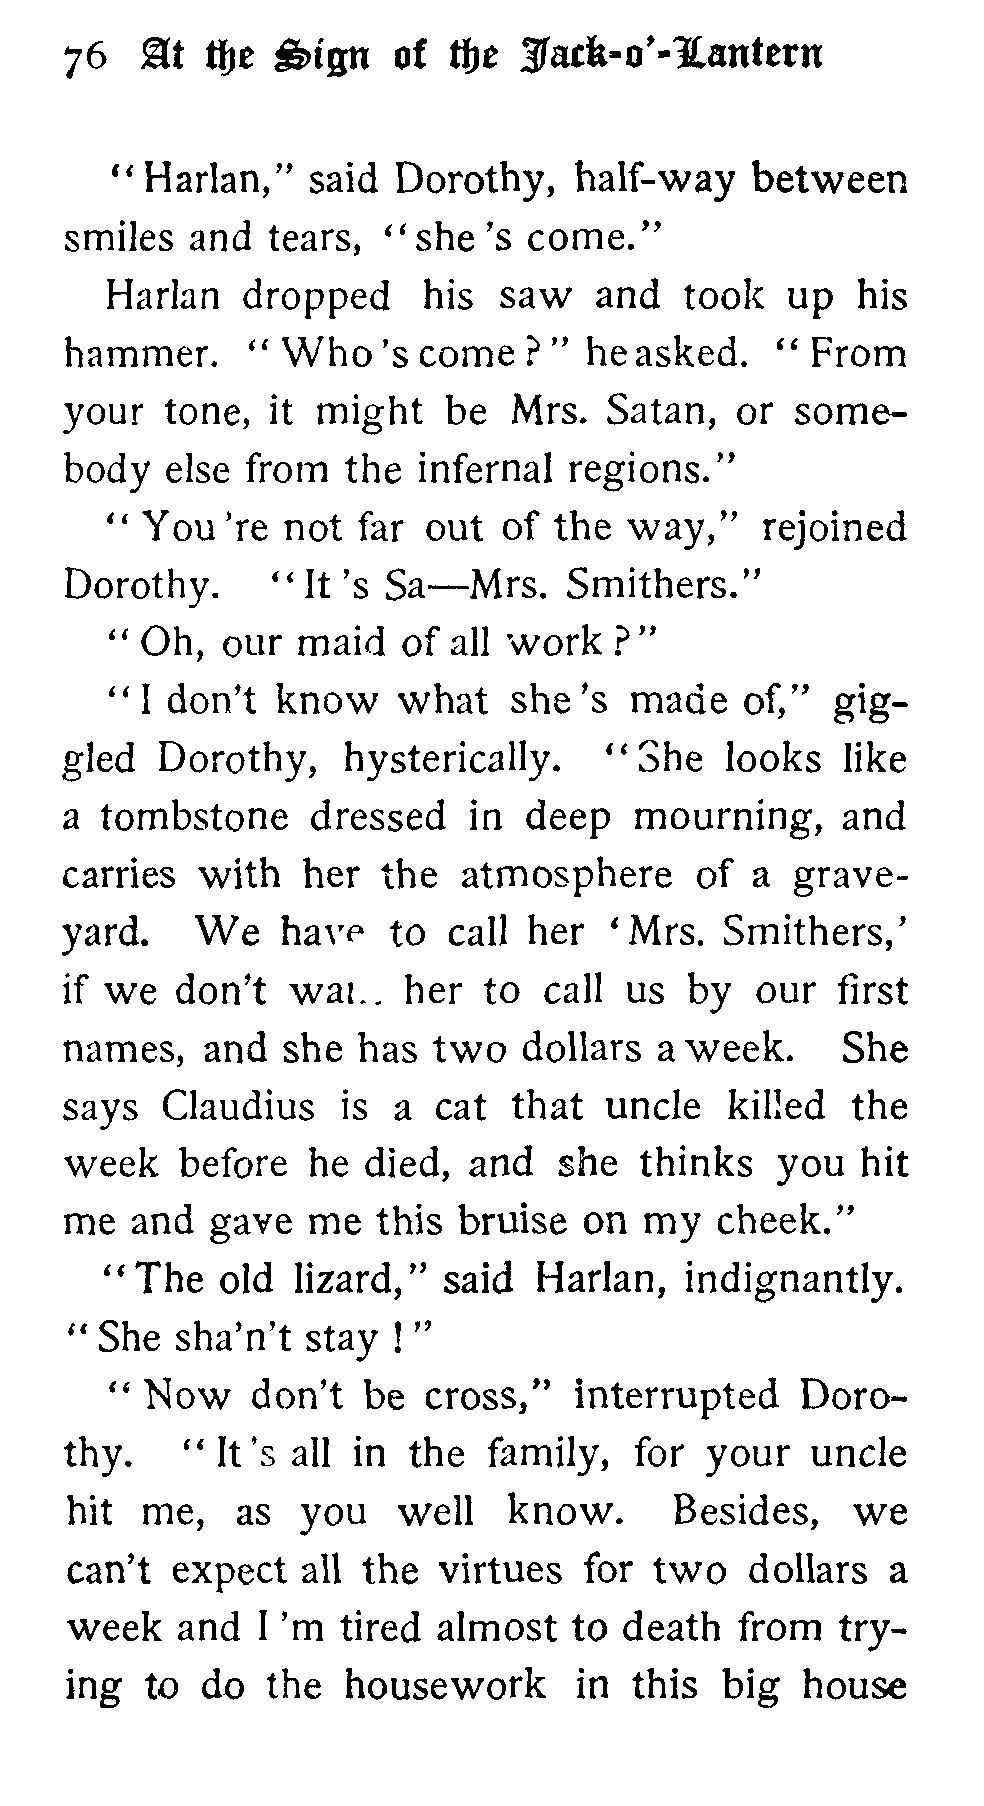 76 At the Sign of the Jack-o'-Lantern
"Harlan," said Dorothy, half-way between
smiles and tears, "she's come."
Harlan dropped his saw and took up his
hammer. "Who's come?" he asked. "From
your tone, it might be Mrs. Satan, or some-
body else from the infernal regions."
"You're not far out of the way," rejoined
Dorothy. "It's Sa—Mrs. Smithers."
"Oh, our maid of all work?"
"I don't know what she's made of," gig-
gled Dorothy, hysterically. "She looks like
a tombstone dressed in deep mourning, and
carries with her the atmosphere of a grave-
yard. We have to call her 'Mrs. Smithers,'
if we don't her to call us by our first
names, and she has two dollars a week. She
says Claudius is a cat that uncle killed the
week before he died, and she thinks you hit
me and gave me this bruise on my cheek."
"The old lizard," said Harlan, indignantly.
"She sha'n't stay!"
"Now don't be cross," interrupted Doro-
thy. "It's all in the family, for your uncle
hit me, as you well know. Besides, we
can't expect all the virtues for two dollars a
week and I'm tired almost to death from try-
ing to do the housework in this big house